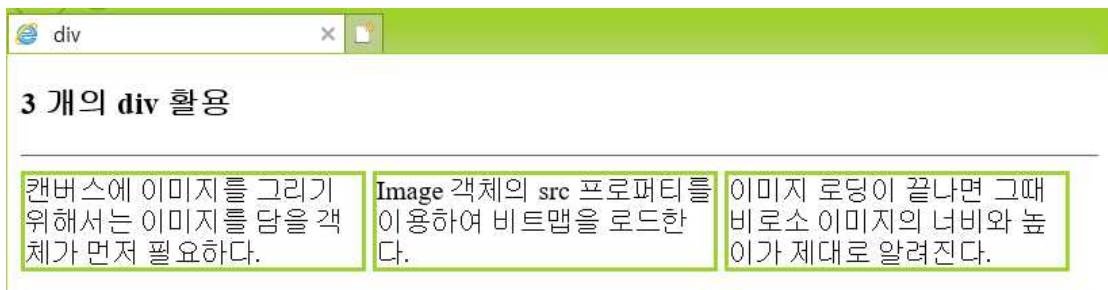 div
3 개의 div 활용
캔버스에 이미지를 그리기
위해서는 이미지를 담을 객
체가 먼저 필요하다.
Image 객체의 src 프로퍼티를
이용하여 비트맵을 로드한
다.
이미지 로딩이 끝나면 그때
비로소 이미지의 너비와 높
이가 제대로 알려진다.